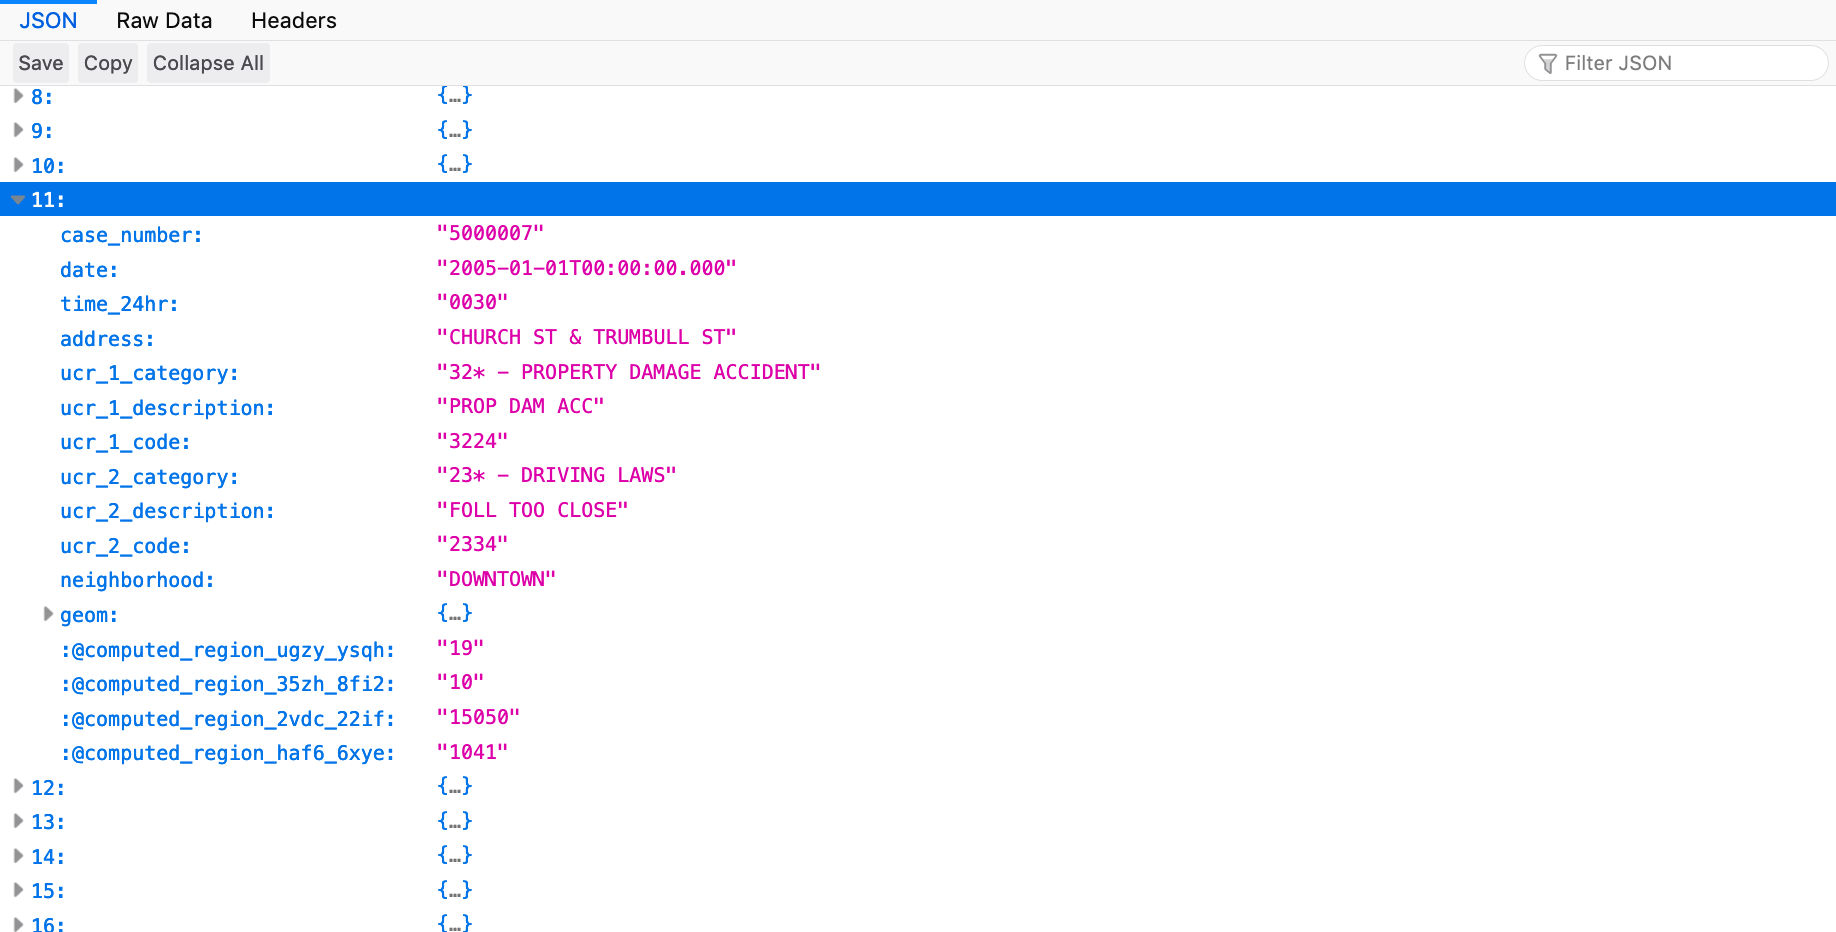 JSON Raw Data Headers
Save Copy Collapse All Filter JSON
8: {…}
9: {…}
10: {…}
11:
case_number: "5000007"
date: "2005-01-01T00:00:00.000"
time_24hr: "0030"
address: "CHURCH ST & TRUMBULL ST"
ucr_1_category: "32* - PROPERTY DAMAGE ACCIDENT"
ucr_1_description: "PROP DAM ACC"
ucr_1_code: "3224"
ucr_2_category: "23* - DRIVING LAWS"
ucr_2_description: "FOLL TOO CLOSE"
ucr_2_code: "2334"
neighborhood: "DOWNTOWN"
geom: {…}
:@computed_region_ugzy_ysqh: "19"
:@computed_region_35zh_8fi2: "10"
:@computed_region_2vdc_22if: "15050"
:@computed_region_haf6_6xye: "1041"
12: {…}
13: {…}
14: {…}
15: {…}
16: {…}